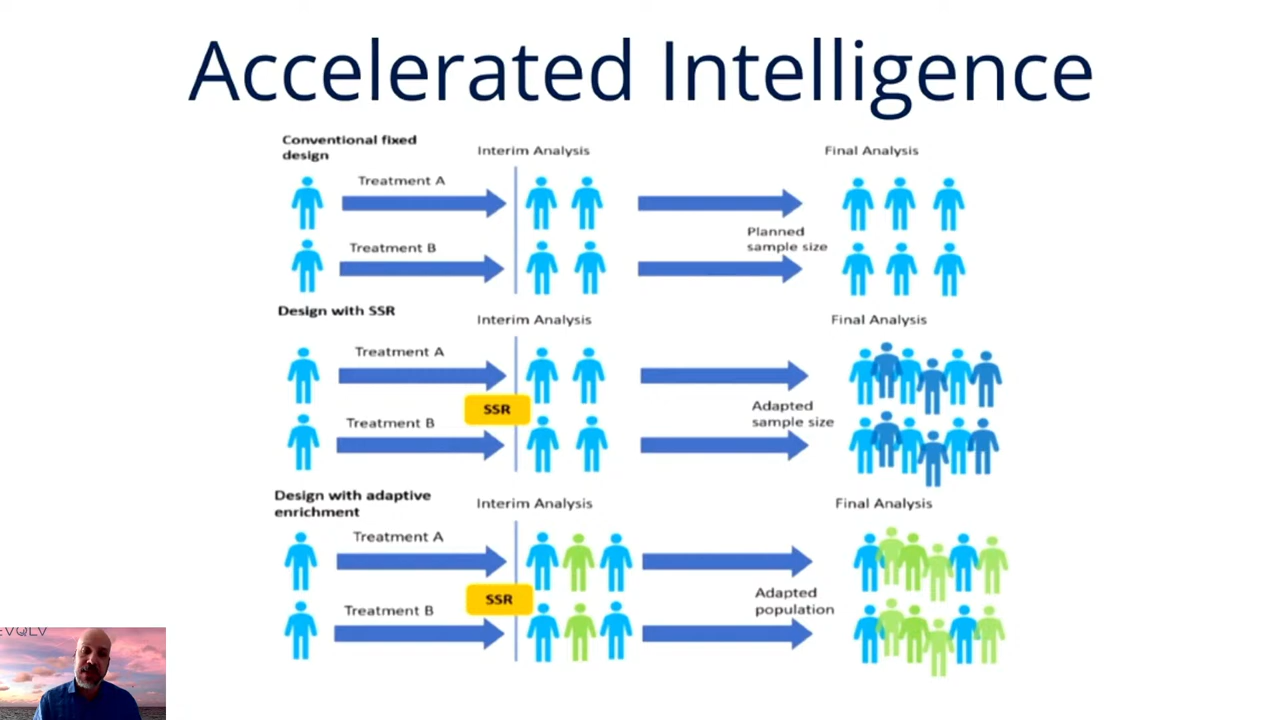 Accelerated Intelligence
Conventional fixed
design
Interim Analysis
Final Analysis
Treatment A
Treatment B
Planned
sample size
Design with SSR
Interim Analysis
Final Analysis
Treatment A
SSR
Treatment B
Adapted
sample size
Design with adaptive
enrichment
Interim Analysis
Final Analysis
Treatment A
SSR
Treatment B
Adapted
population